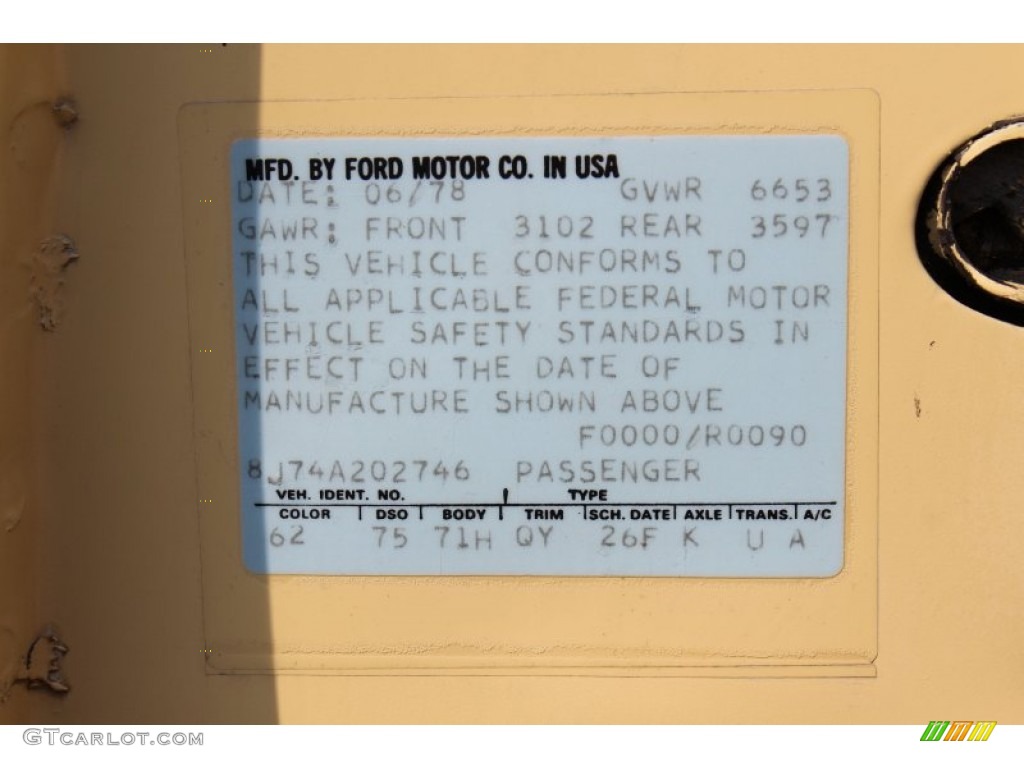 MFD. BY FORD MOTOR CO. IN USA
DATE: 06/78 GVWR 6653
GAWR: FRONT 3102 REAR 3597
THIS VEHICLE CONFORMS TO
ALL APPLICABLE FEDERAL MOTOR
VEHICLE SAFETY STANDARDS IN
EFFECT ON THE DATE OF
MANUFACTURE SHOWN ABOVE
F0000/R0090
8J74A202746 PASSENGER
VEH. IDENT. NO. TYPE
COLOR DSO BODY TRIM SCH. DATE AXLE TRANS. A/C
62 75 71H QY 26F K U A
GTCARLOT.COM